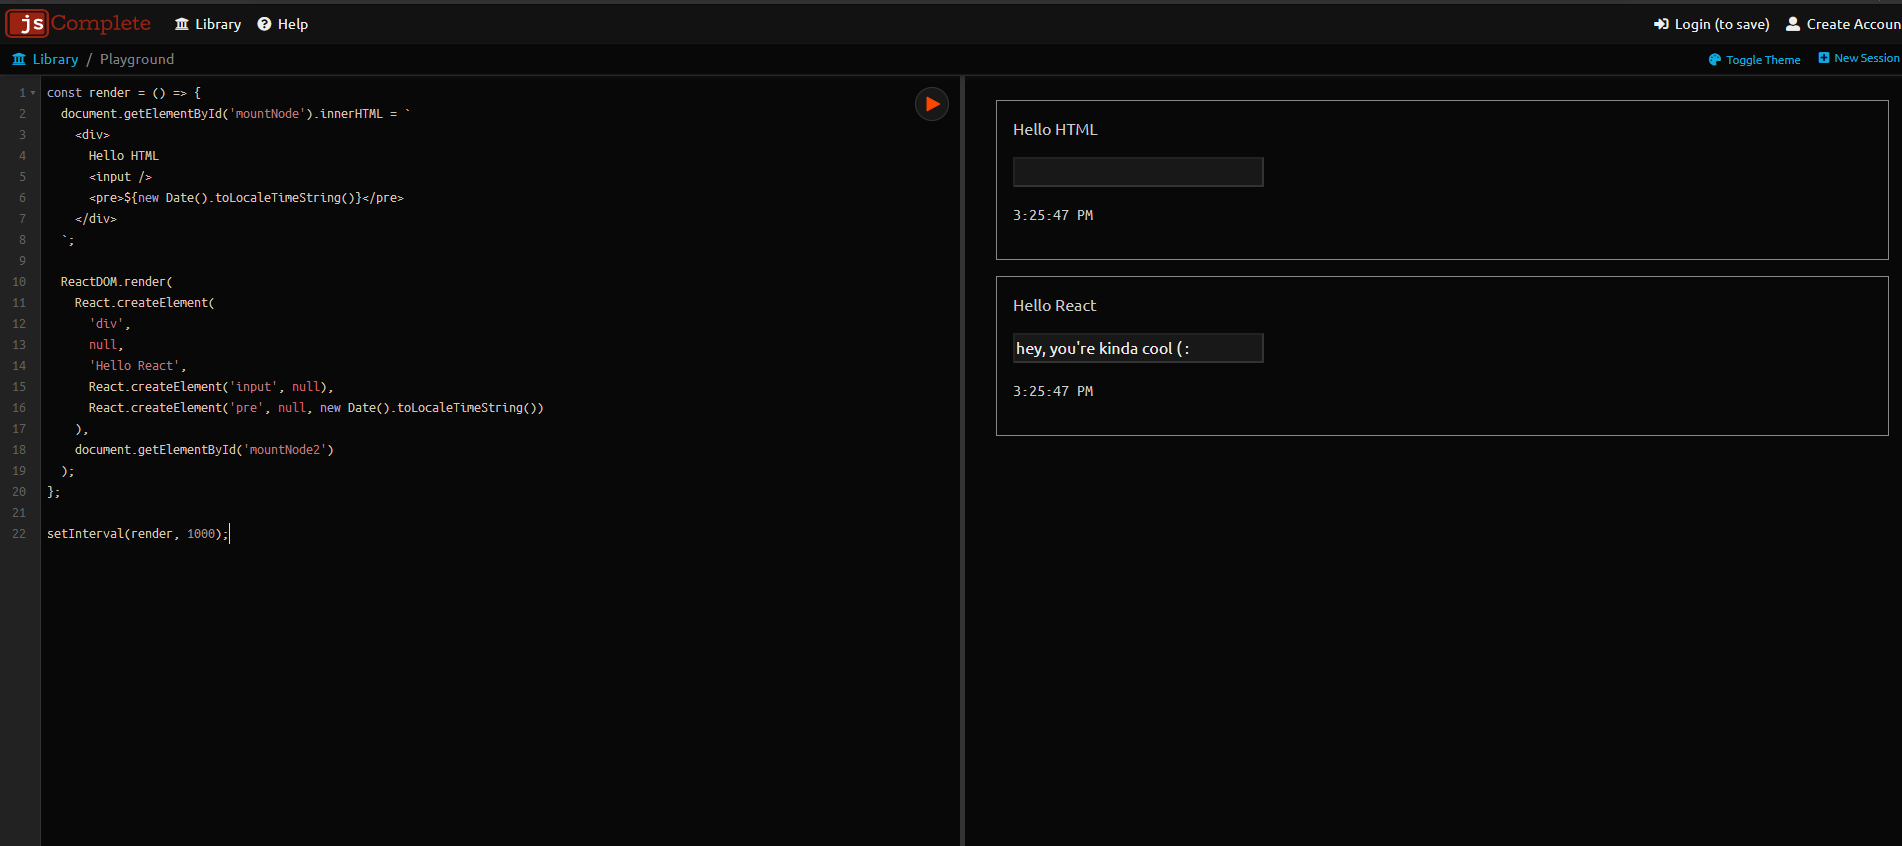 jsComplete Library Help Login (to save) Create Accoun
Library / Playground Toggle Theme New Session
1 const render = () => {
2   document.getElementById('mountNode').innerHTML = `
3     <div>
4       Hello HTML
5       <input />
6       <pre>${new Date().toLocaleTimeString()}</pre>
7     </div>
8   `;
9
10   ReactDOM.render(
11     React.createElement(
12       'div',
13       null,
14       'Hello React',
15       React.createElement('input', null),
16       React.createElement('pre', null, new Date().toLocaleTimeString())
17     ),
18     document.getElementById('mountNode2')
19   );
20 };
21
22 setInterval(render, 1000);
Hello HTML
3:25:47 PM
Hello React
hey, you're kinda cool (:
3:25:47 PM